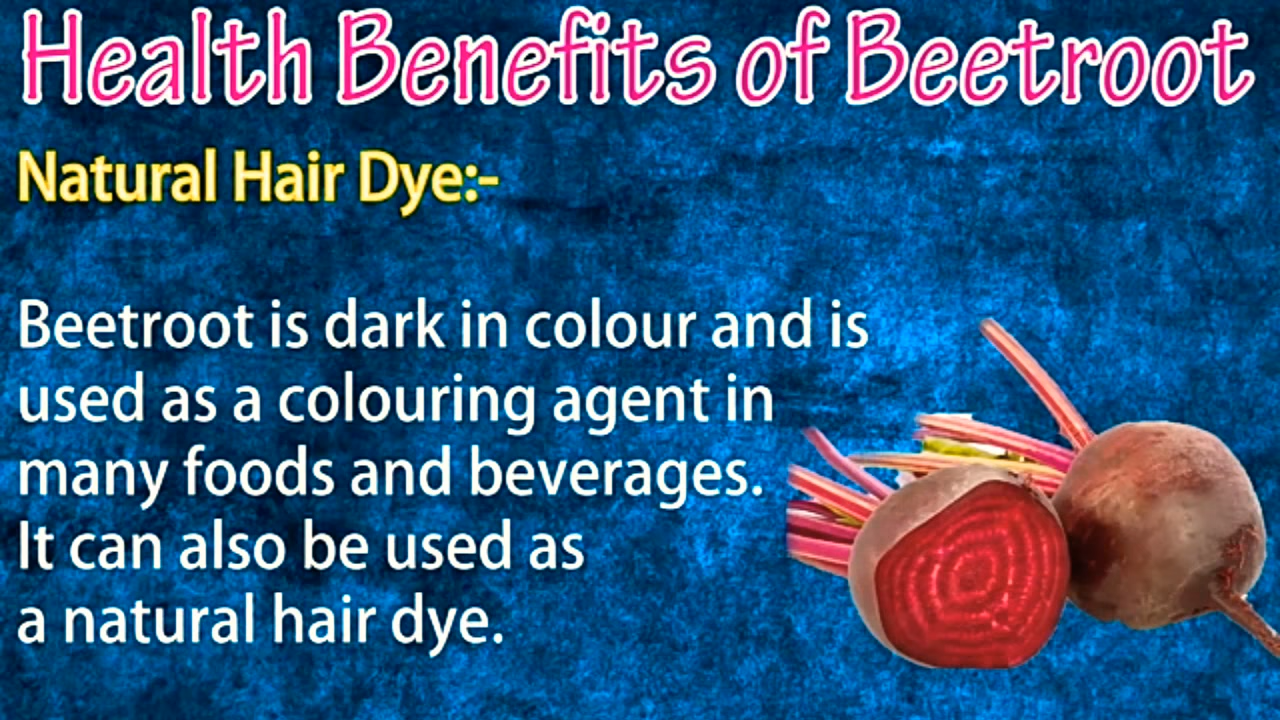 Health Benefits of Beetroot
Natural Hair Dye:-
Beetroot is dark in colour and is
used as a colouring agent in
many foods and beverages.
It can also be used as
a natural hair dye.